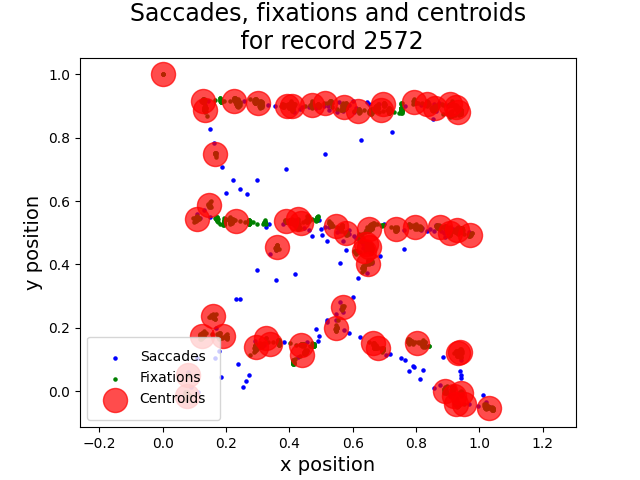 Saccades, fixations and centroids
for record 2572
y position
1.0
0.8
0.6
0.4
0.2
0.0
Saccades
Fixations
Centroids
−0.2 0.0 0.2 0.4 0.6 0.8 1.0 1.2
x position